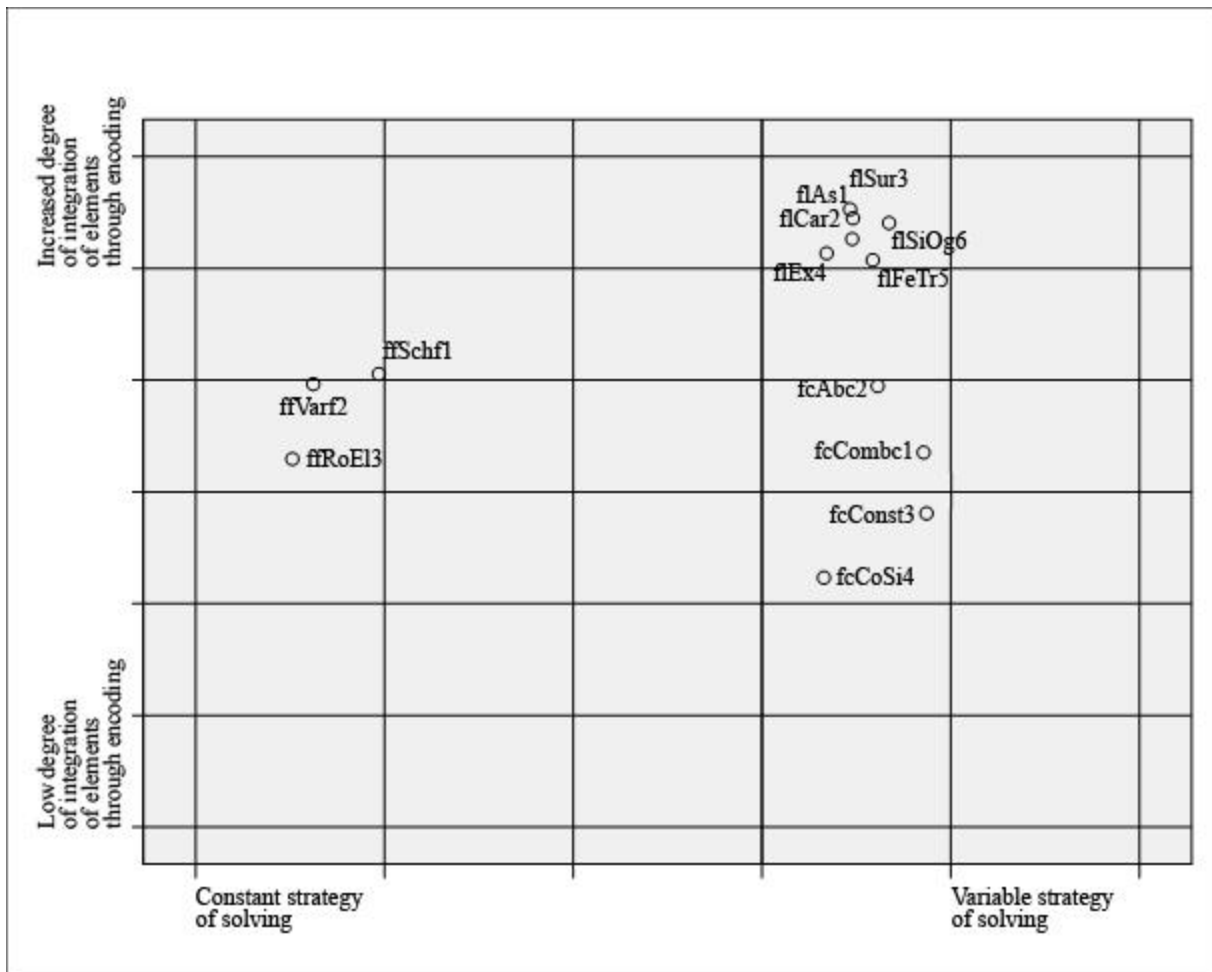 Increased degree
of integration
of elements
through encoding
flSur3
flAs1
flCar2
flSiOg6
flEx4
flFeTr5
ffSchf1
fcAbc2
ffVarf2
fcCombc1
ffRoEl3
fcConst3
fcCoSi4
Low degree
of integration
of elements
through encoding
Constant strategy
of solving
Variable strategy
of solving